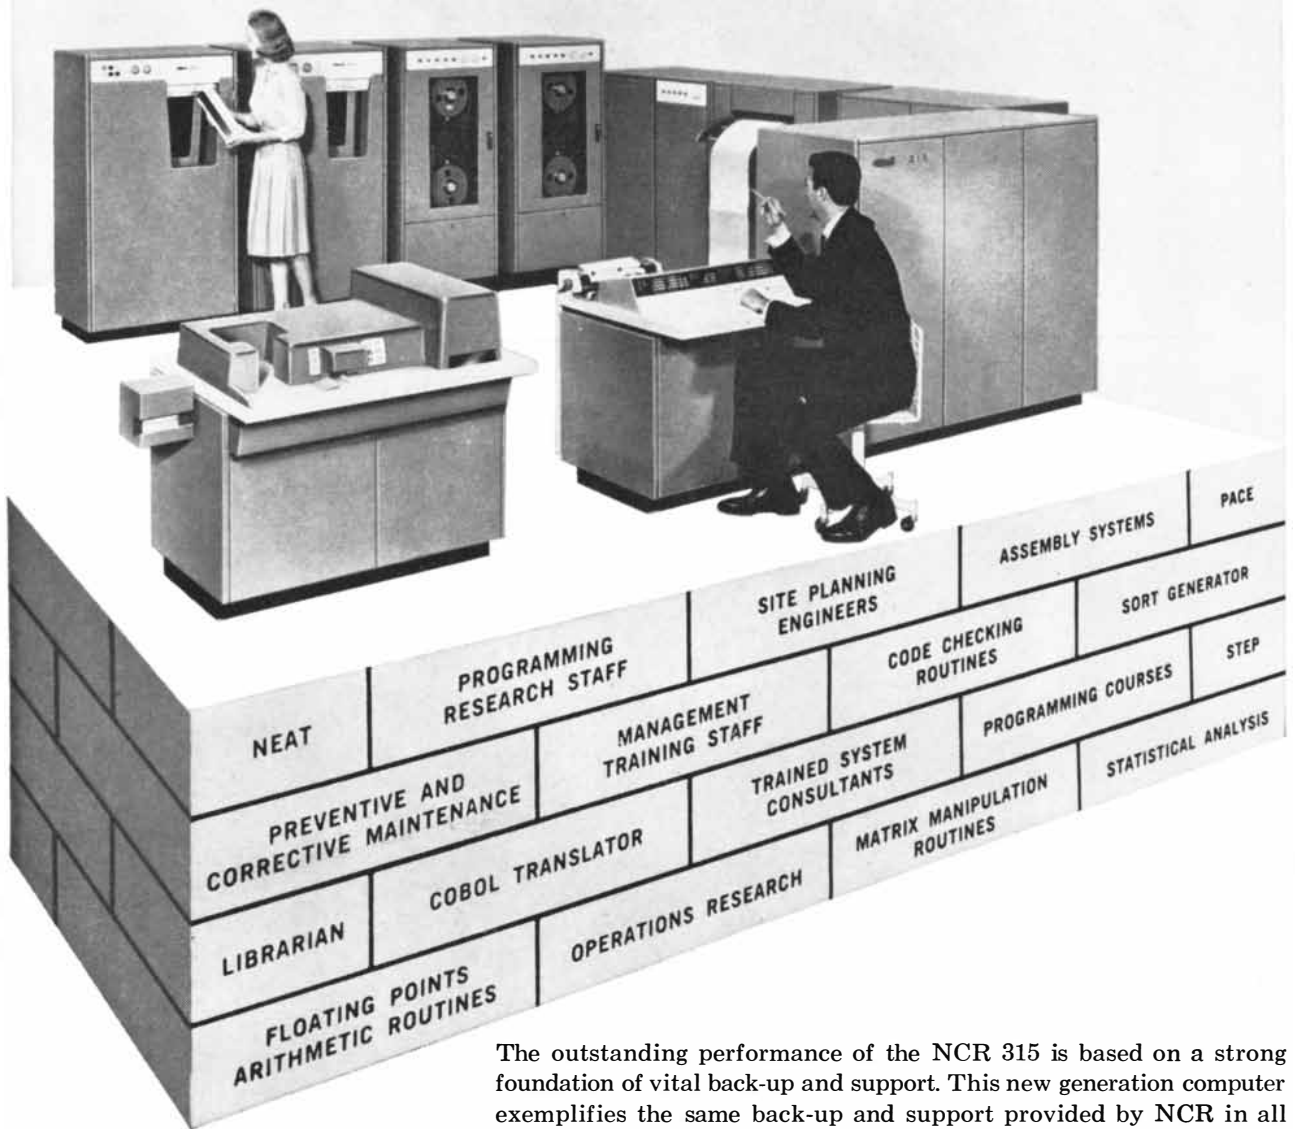 NEAT
PROGRAMMING
RESEARCH STAFF
SITE PLANNING
ENGINEERS
ASSEMBLY SYSTEMS
PACE
PREVENTIVE AND
CORRECTIVE MAINTENANCE
MANAGEMENT
TRAINING STAFF
CODE CHECKING
ROUTINES
SORT GENERATOR
LIBRARIAN
COBOL TRANSLATOR
TRAINED SYSTEM
CONSULTANTS
PROGRAMMING COURSES
STEP
FLOATING POINTS
ARITHMETIC ROUTINES
OPERATIONS RESEARCH
MATRIX MANIPULATION
ROUTINES
STATISTICAL ANALYSIS
The outstanding performance of the NCR 315 is based on a strong
foundation of vital back-up and support. This new generation computer
exemplifies the same back-up and support provided by NCR in all